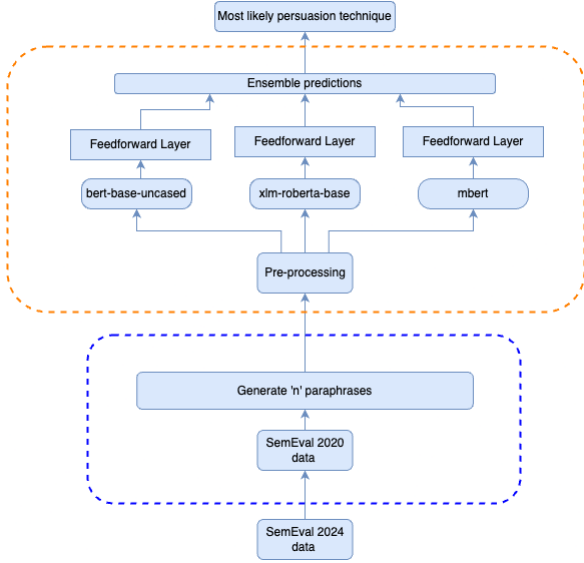 Most likely persuasion technique
Ensemble predictions
Feedforward Layer
Feedforward Layer
Feedforward Layer
bert-base-uncased
xlm-roberta-base
mbert
Pre-processing
Generate 'n' paraphrases
SemEval 2020
data
SemEval 2024
data